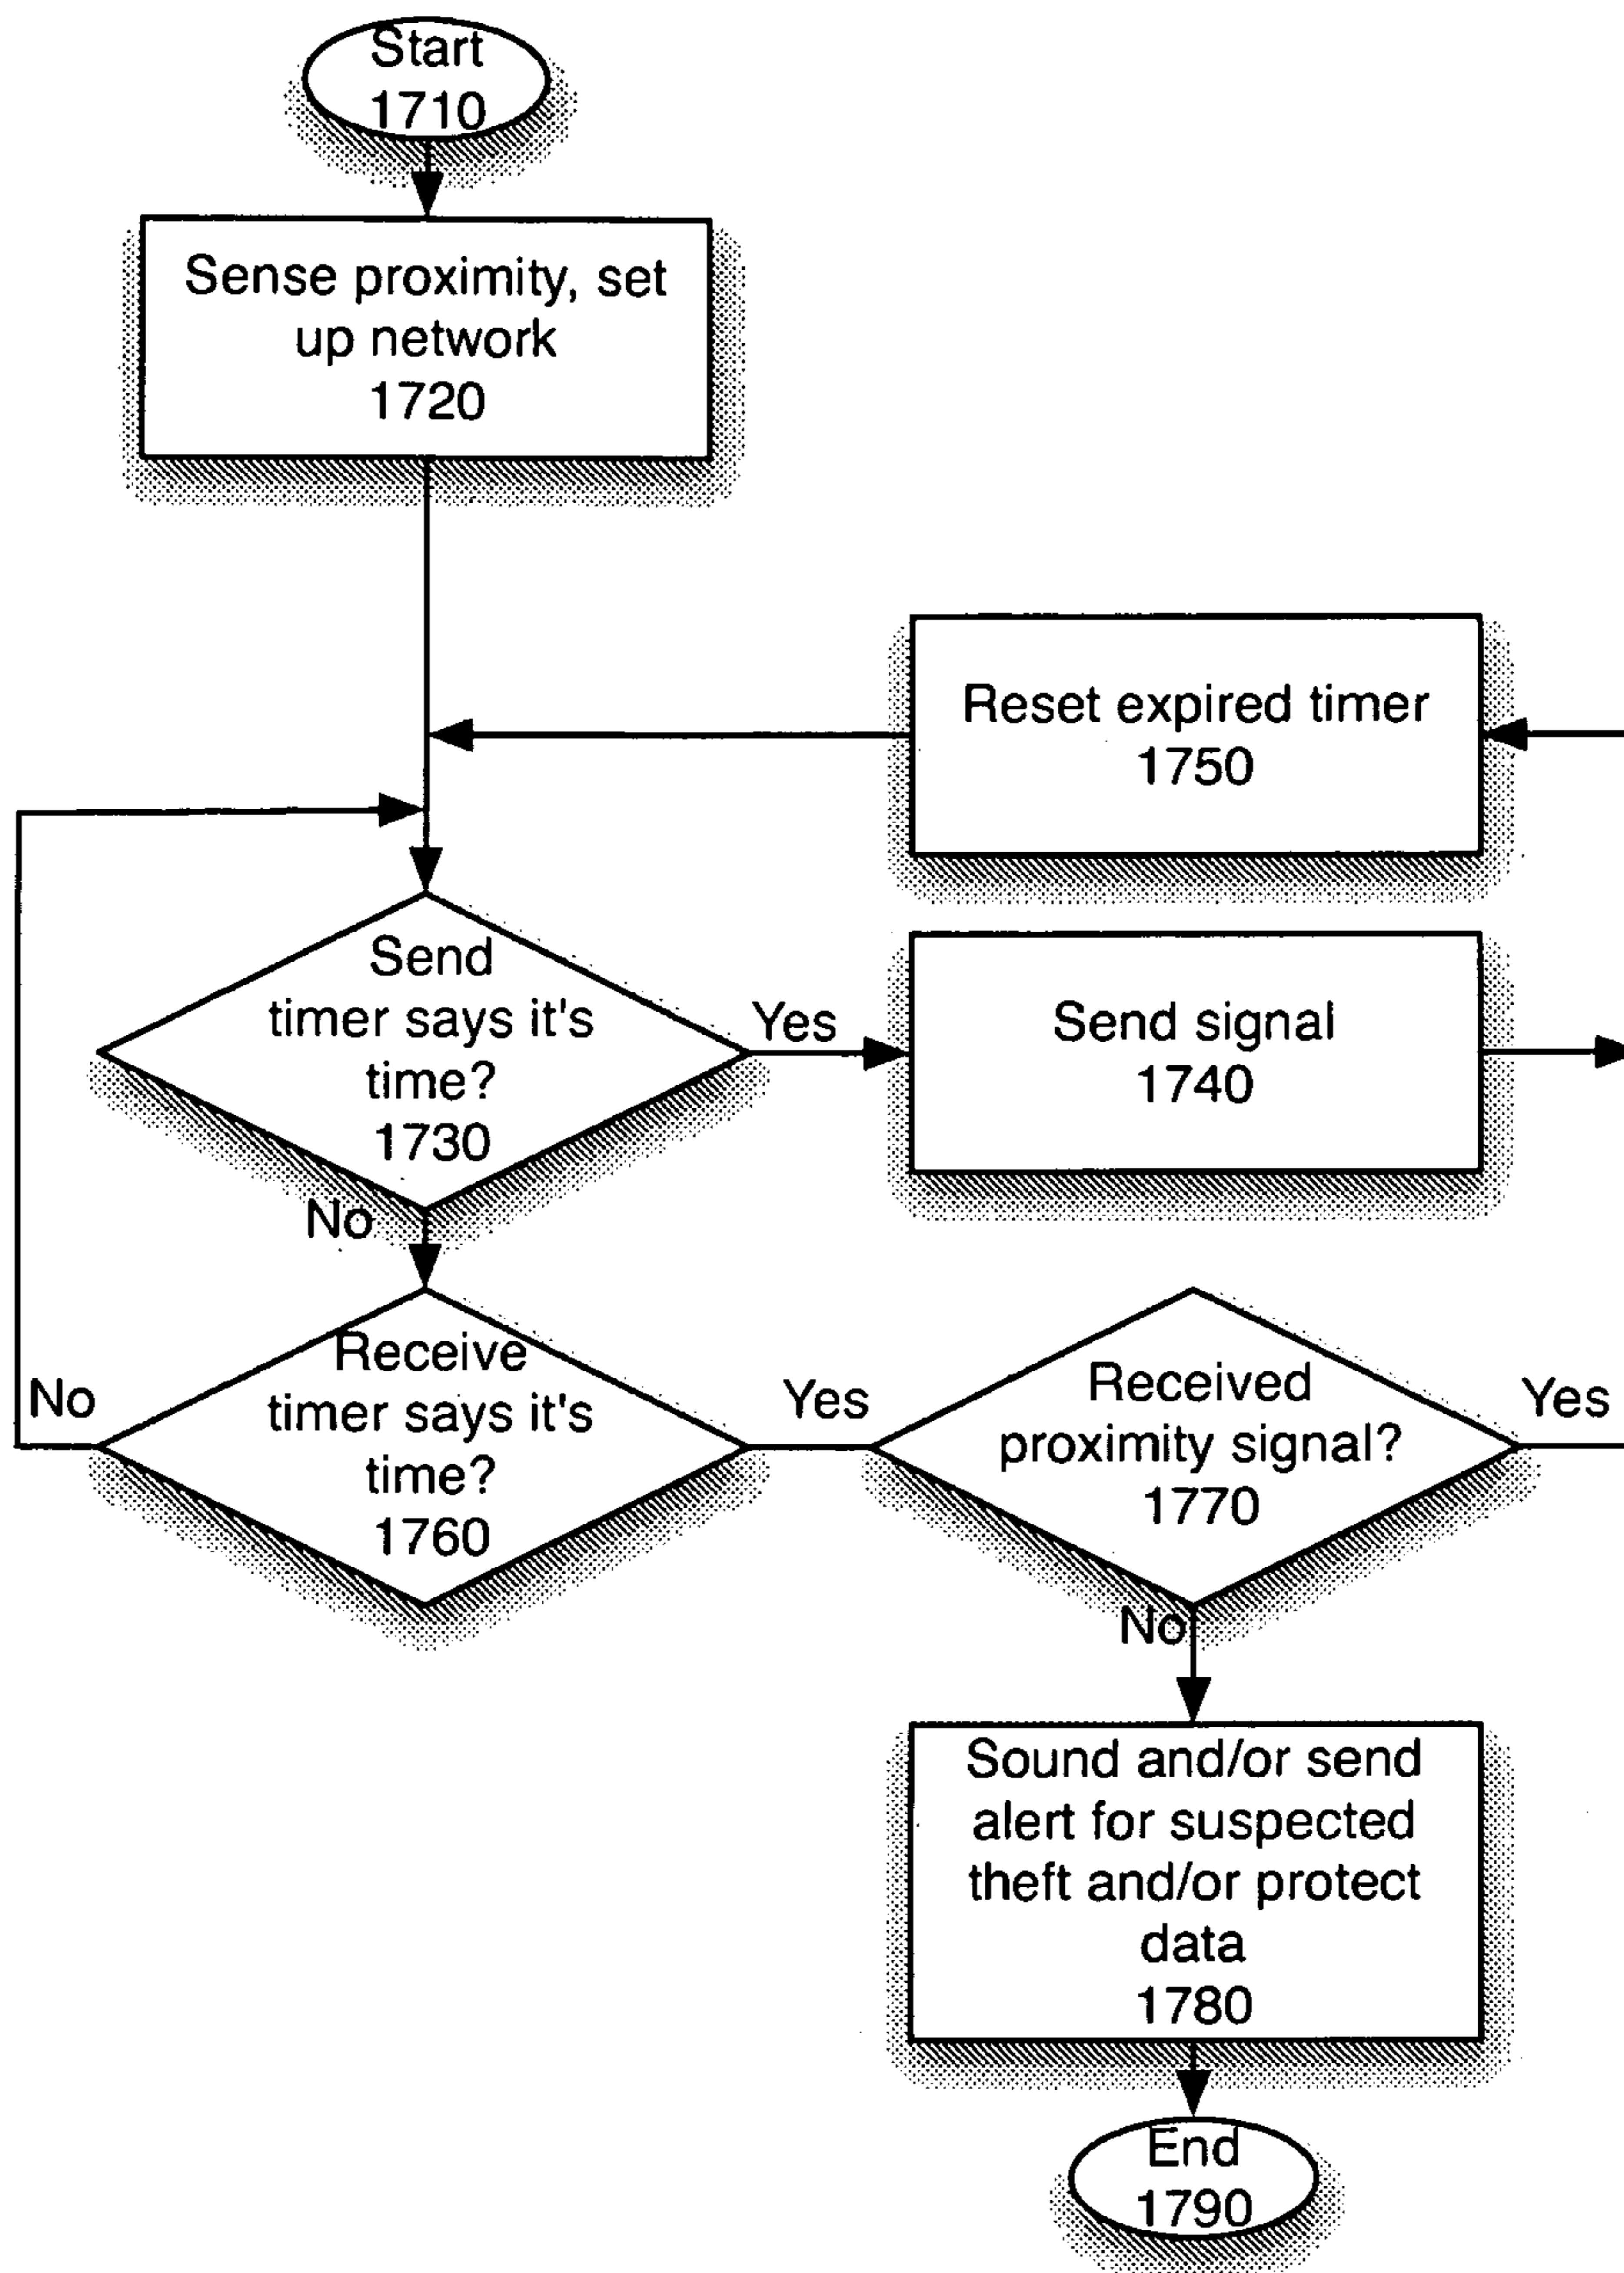 Start
1710
Sense proximity, set
up network
1720
Reset expired timer
1750
Send
timer says it's
time?
1730
Yes
Send signal
1740
No
Receive
timer says it's
time?
1760
No
Yes
Received
proximity signal?
1770
Yes
No
Sound and/or send
alert for suspected
theft and/or protect
data
1780
End
1790